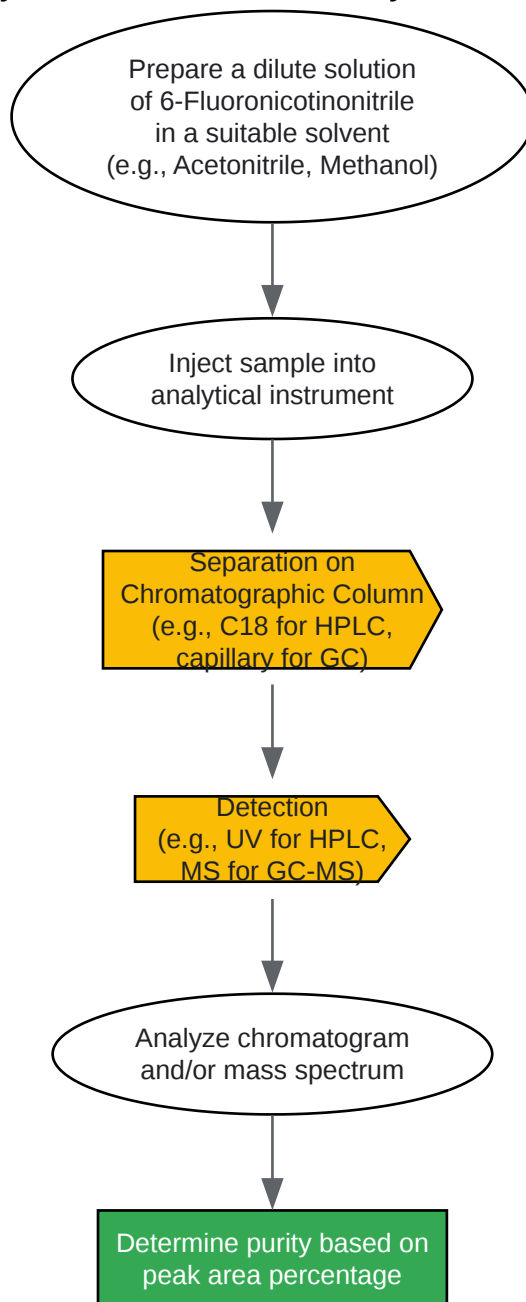 Prepare a dilute solution
of 6-Fluoronicotinonitrile
in a suitable solvent
(e.g., Acetonitrile, Methanol)
Inject sample into
analytical instrument
Separation on
Chromatographic Column
(e.g., C18 for HPLC,
capillary for GC)
Detection
(e.g., UV for HPLC,
MS for GC-MS)
Analyze chromatogram
and/or mass spectrum
Determine purity based on
peak area percentage